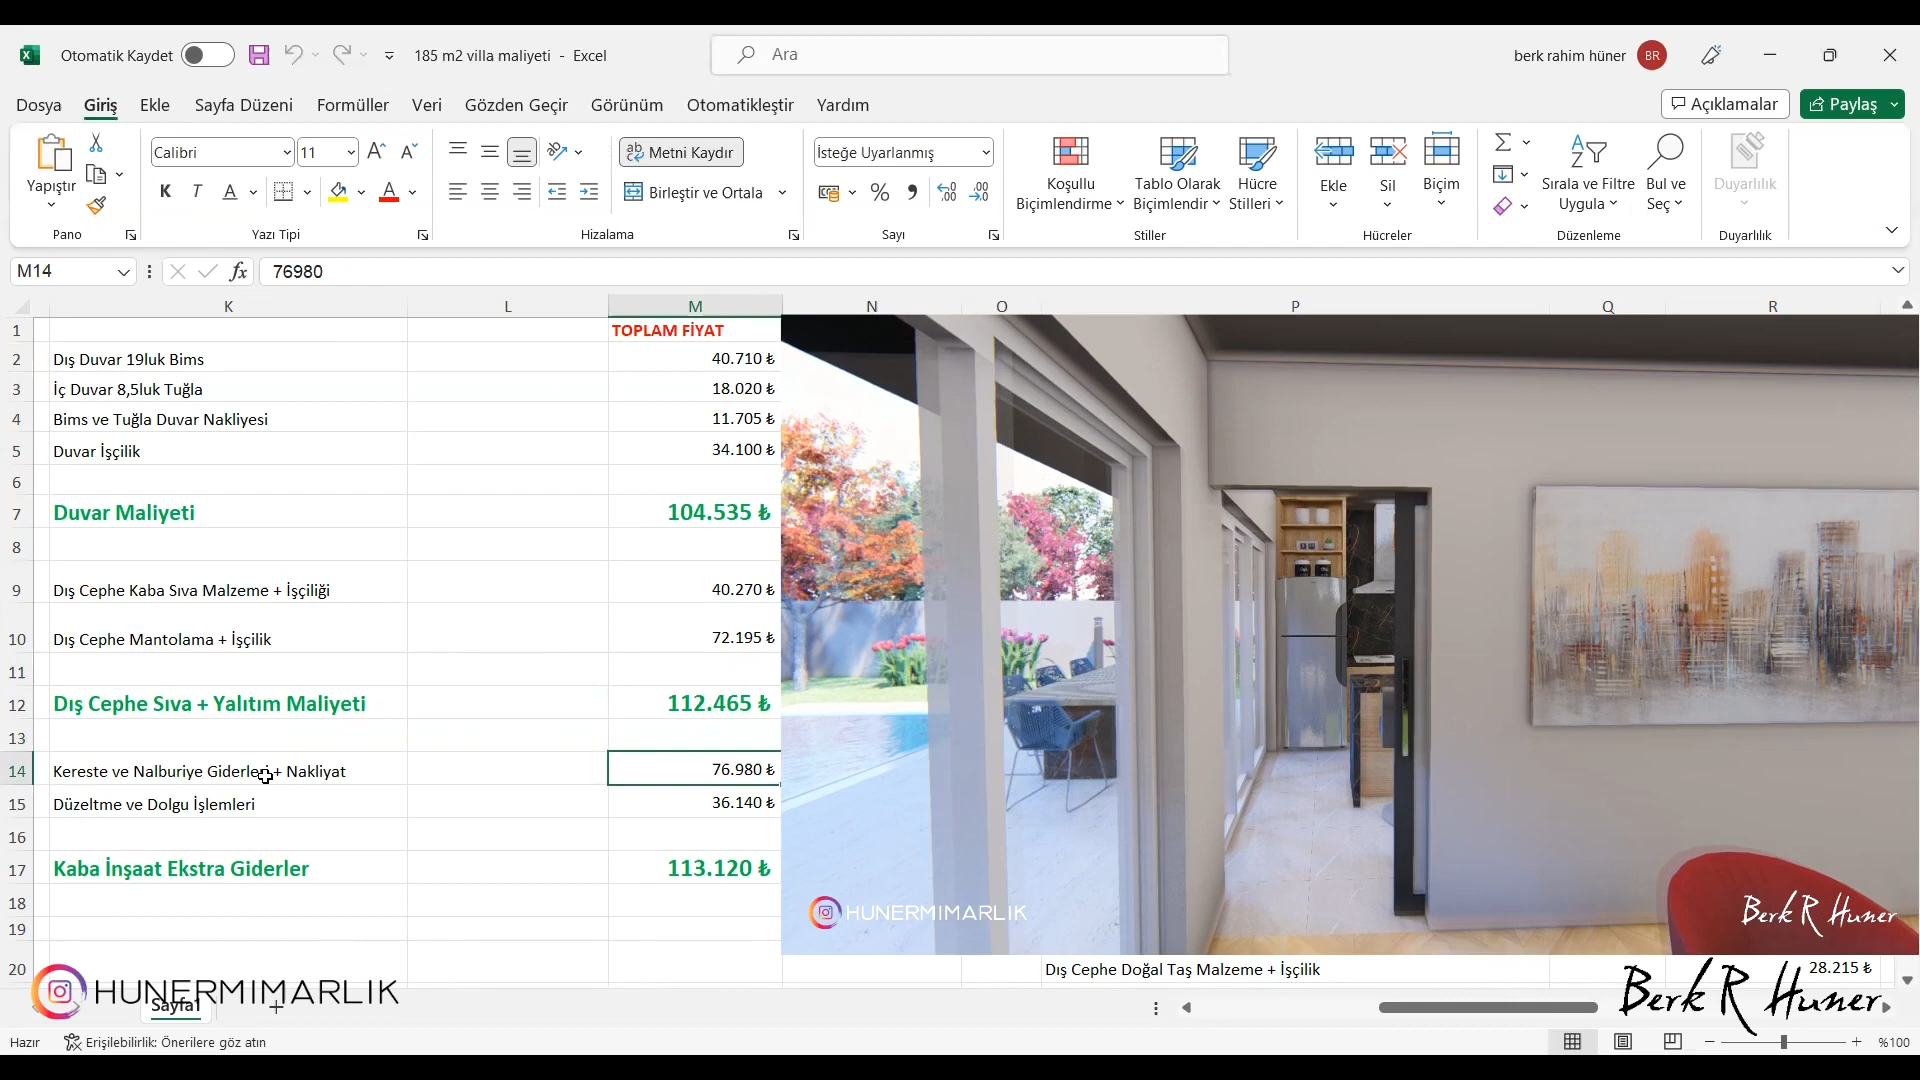 Otomatik Kaydet
185 m2 villa maliyeti - Excel
Ara
berk rahim hüner
BR
Dosya
Giriş
Ekle
Sayfa Düzeni
Formüller
Veri
Gözden Geçir
Görünüm
Otomatikleştir
Yardım
Açıklamalar
Paylaş
Yapıştır
Calibri
11
K
T
A
A
Metni Kaydır
Birleştir ve Ortala
İsteğe Uyarlanmış
Koşullu
Biçimlendirme
Tablo Olarak
Biçimlendir
Hücre
Stilleri
Ekle
Sil
Biçim
Sırala ve Filtre
Uygula
Bul ve
Seç
Duyarlılık
Pano
Yazı Tipi
Hizalama
Sayı
Stiller
Hücreler
Düzenleme
Duyarlılık
M14
fx
76980
K L M N O P Q R
1 TOPLAM FİYAT
2 Dış Duvar 19luk Bims 40.710 ₺
3 İç Duvar 8,5luk Tuğla 18.020 ₺
4 Bims ve Tuğla Duvar Nakliyesi 11.705 ₺
5 Duvar İşçilik 34.100 ₺
6
7 Duvar Maliyeti 104.535 ₺
8
9 Dış Cephe Kaba Sıva Malzeme + İşçiliği 40.270 ₺
10 Dış Cephe Mantolama + İşçilik 72.195 ₺
11
12 Dış Cephe Sıva + Yalıtım Maliyeti 112.465 ₺
13
14 Kereste ve Nalburiye Giderleri + Nakliyat 76.980 ₺
15 Düzeltme ve Dolgu İşlemleri 36.140 ₺
16
17 Kaba İnşaat Ekstra Giderler 113.120 ₺
18
19
20 Dış Cephe Doğal Taş Malzeme + İşçilik 28.215 ₺
HUNERMIMARLIK
Berk R Huner
HUNERMIMARLIK
Berk R Huner
Sayfa1
Hazır
Erişilebilirlik: Önerilere göz atın
%100